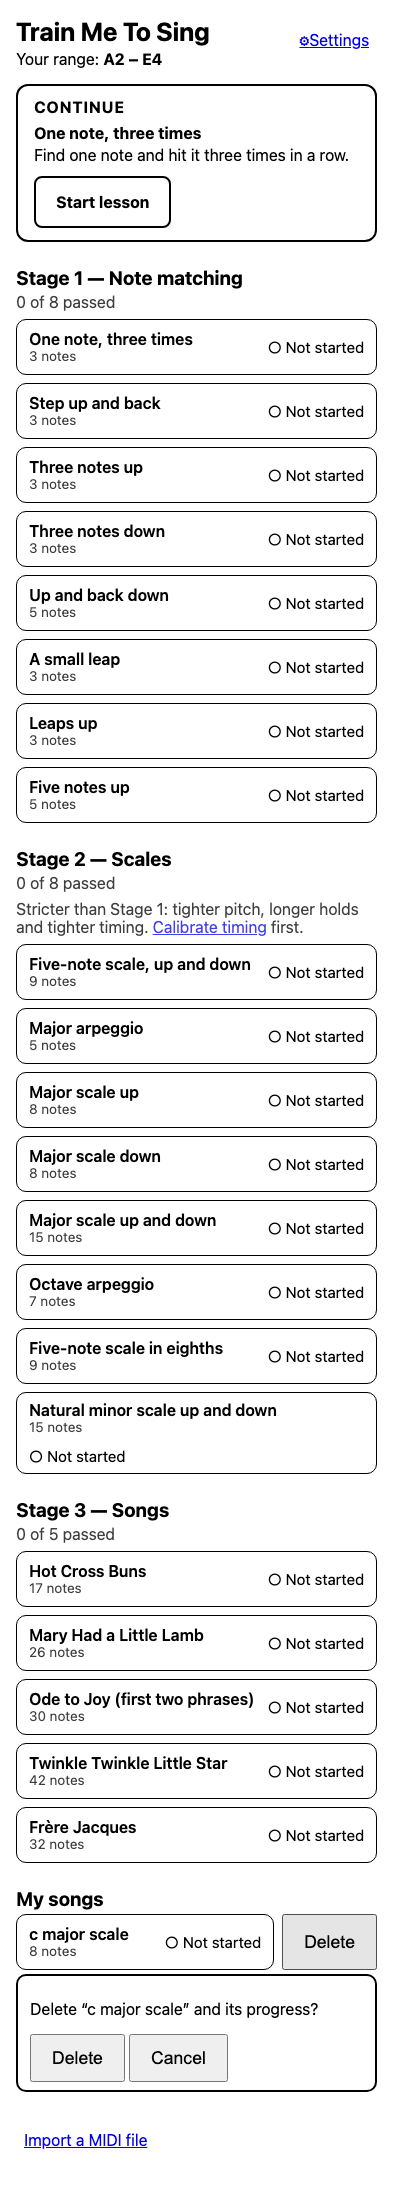 Train Me To Sing
⚙Settings
Your range: A2 – E4
CONTINUE
One note, three times
Find one note and hit it three times in a row.
Start lesson
Stage 1 — Note matching
0 of 8 passed
One note, three times
3 notes
○ Not started
Step up and back
3 notes
○ Not started
Three notes up
3 notes
○ Not started
Three notes down
3 notes
○ Not started
Up and back down
5 notes
○ Not started
A small leap
3 notes
○ Not started
Leaps up
3 notes
○ Not started
Five notes up
5 notes
○ Not started
Stage 2 — Scales
0 of 8 passed
Stricter than Stage 1: tighter pitch, longer holds
and tighter timing. Calibrate timing first.
Five-note scale, up and down
9 notes
○ Not started
Major arpeggio
5 notes
○ Not started
Major scale up
8 notes
○ Not started
Major scale down
8 notes
○ Not started
Major scale up and down
15 notes
○ Not started
Octave arpeggio
7 notes
○ Not started
Five-note scale in eighths
9 notes
○ Not started
Natural minor scale up and down
15 notes
○ Not started
Stage 3 — Songs
0 of 5 passed
Hot Cross Buns
17 notes
○ Not started
Mary Had a Little Lamb
26 notes
○ Not started
Ode to Joy (first two phrases)
30 notes
○ Not started
Twinkle Twinkle Little Star
42 notes
○ Not started
Frère Jacques
32 notes
○ Not started
My songs
c major scale
8 notes
○ Not started
Delete
Delete “c major scale” and its progress?
Delete
Cancel
Import a MIDI file